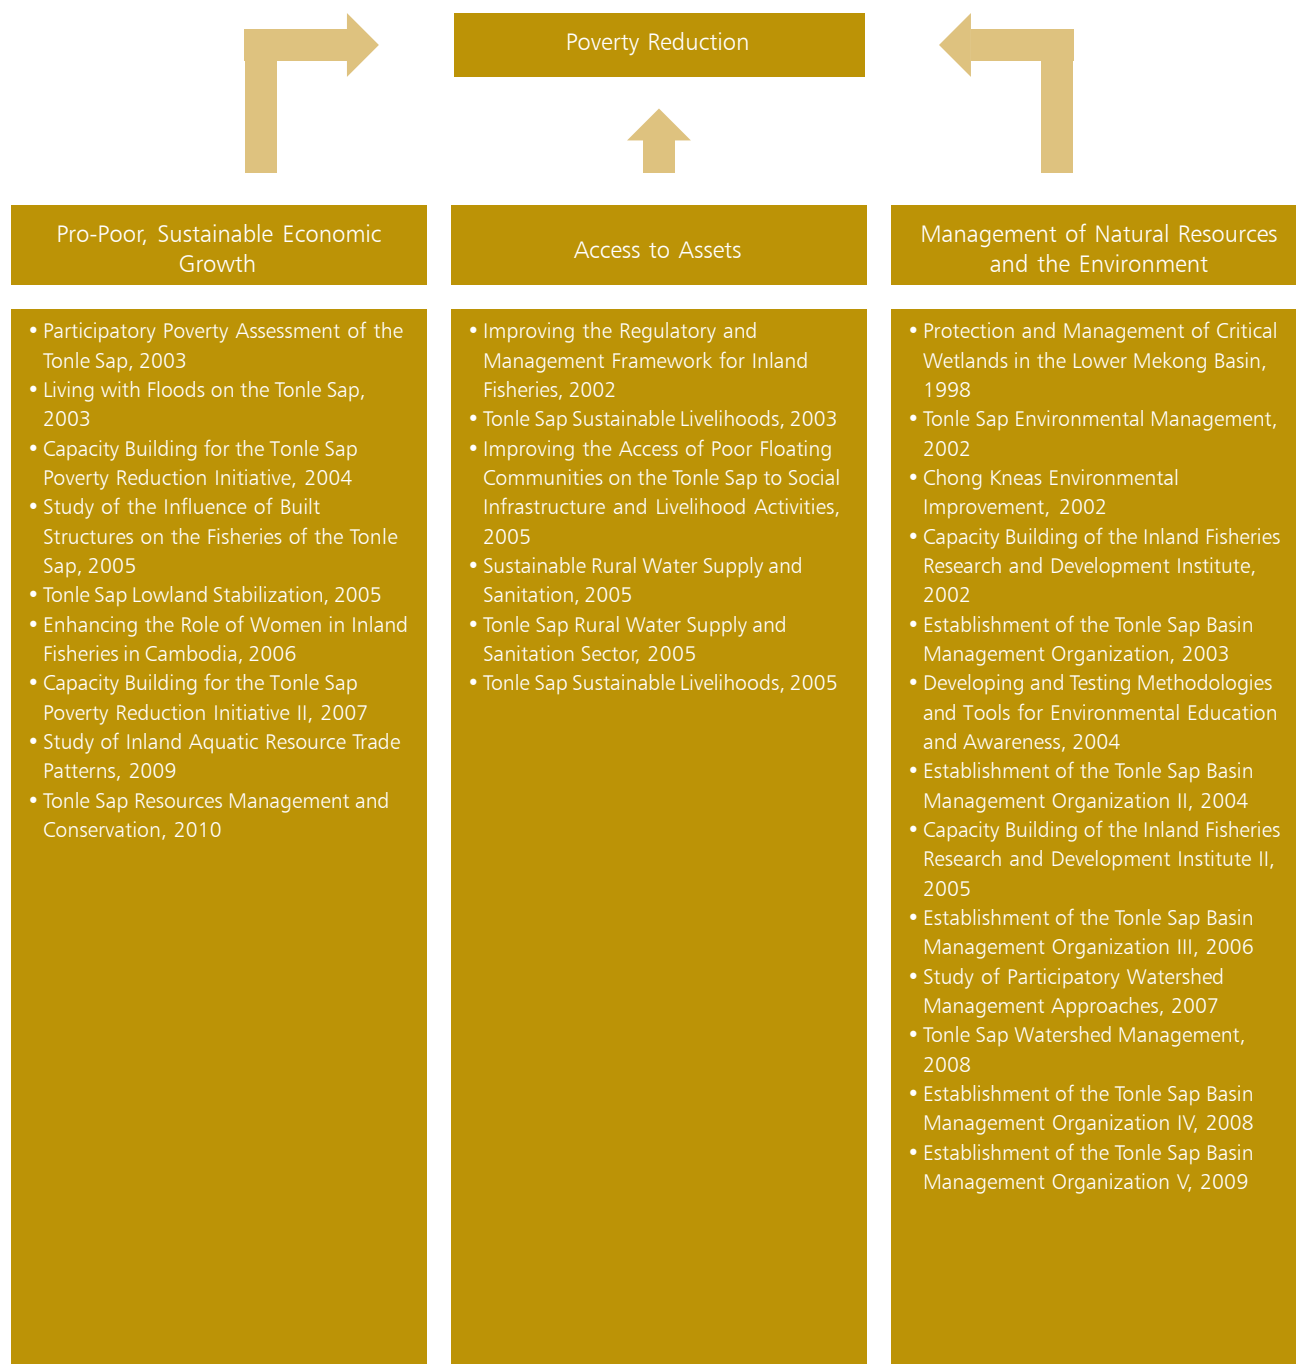 Poverty Reduction
Pro-Poor, Sustainable Economic
Growth
• Participatory Poverty Assessment of the
Tonle Sap, 2003
• Living with Floods on the Tonle Sap,
2003
• Capacity Building for the Tonle Sap
Poverty Reduction Initiative, 2004
• Study of the Influence of Built
Structures on the Fisheries of the Tonle
Sap, 2005
• Tonle Sap Lowland Stabilization, 2005
• Enhancing the Role of Women in Inland
Fisheries in Cambodia, 2006
• Capacity Building for the Tonle Sap
Poverty Reduction Initiative II, 2007
• Study of Inland Aquatic Resource Trade
Patterns, 2009
• Tonle Sap Resources Management and
Conservation, 2010
Access to Assets
• Improving the Regulatory and
Management Framework for Inland
Fisheries, 2002
• Tonle Sap Sustainable Livelihoods, 2003
• Improving the Access of Poor Floating
Communities on the Tonle Sap to Social
Infrastructure and Livelihood Activities,
2005
• Sustainable Rural Water Supply and
Sanitation, 2005
• Tonle Sap Rural Water Supply and
Sanitation Sector, 2005
• Tonle Sap Sustainable Livelihoods, 2005
Management of Natural Resources
and the Environment
• Protection and Management of Critical
Wetlands in the Lower Mekong Basin,
1998
• Tonle Sap Environmental Management,
2002
• Chong Kneas Environmental
Improvement, 2002
• Capacity Building of the Inland Fisheries
Research and Development Institute,
2002
• Establishment of the Tonle Sap Basin
Management Organization, 2003
• Developing and Testing Methodologies
and Tools for Environmental Education
and Awareness, 2004
• Establishment of the Tonle Sap Basin
Management Organization II, 2004
• Capacity Building of the Inland Fisheries
Research and Development Institute II,
2005
• Establishment of the Tonle Sap Basin
Management Organization III, 2006
• Study of Participatory Watershed
Management Approaches, 2007
• Tonle Sap Watershed Management,
2008
• Establishment of the Tonle Sap Basin
Management Organization IV, 2008
• Establishment of the Tonle Sap Basin
Management Organization V, 2009